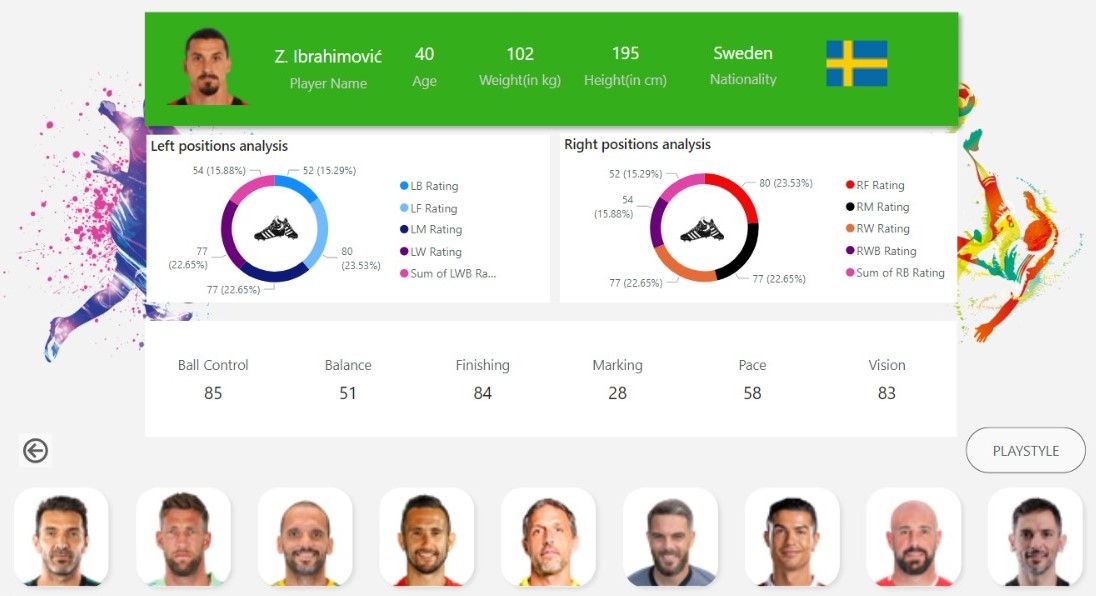 Z. Ibrahimović
Player Name
40
Age
102
Weight(in kg)
195
Height(in cm)
Sweden
Nationality
Left positions analysis
54 (15.88%)
52 (15.29%)
77
(22.65%)
80
(23.53%)
77 (22.65%)
LB Rating
LF Rating
LM Rating
LW Rating
Sum of LWB Ra...
Right positions analysis
52 (15.29%)
80 (23.53%)
54
(15.88%)
77 (22.65%)
77 (22.65%)
RF Rating
RM Rating
RW Rating
RWB Rating
Sum of RB Rating
Ball Control
85
Balance
51
Finishing
84
Marking
28
Pace
58
Vision
83
PLAYSTYLE